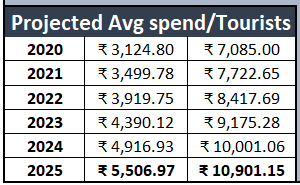 Projected Avg spend/Tourists
2020 ₹ 3,124.80 ₹ 7,085.00
2021 ₹ 3,499.78 ₹ 7,722.65
2022 ₹ 3,919.75 ₹ 8,417.69
2023 ₹ 4,390.12 ₹ 9,175.28
2024 ₹ 4,916.93 ₹ 10,001.06
2025 ₹ 5,506.97 ₹ 10,901.15